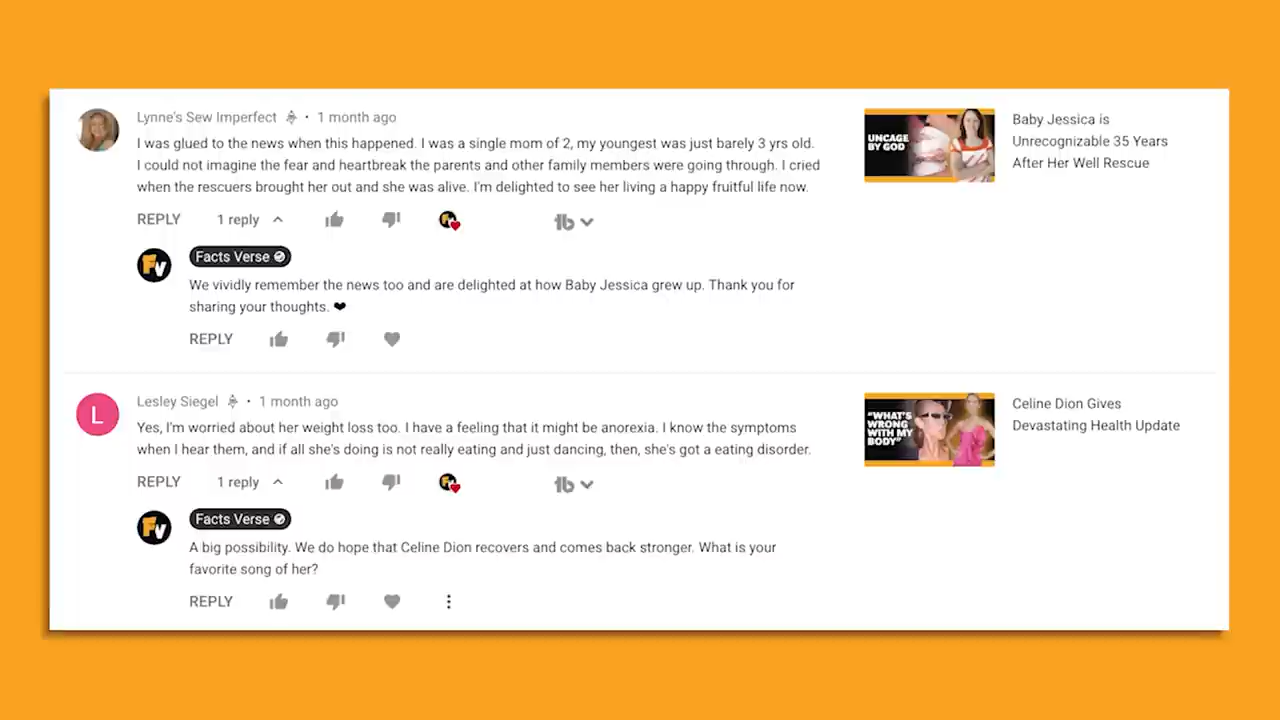 Lynne's Sew Imperfect · 1 month ago
I was glued to the news when this happened. I was a single mom of 2, my youngest was just barely 3 yrs old.
I could not imagine the fear and heartbreak the parents and other family members were going through. I cried
when the rescuers brought her out and she was alive. I'm delighted to see her living a happy fruitful life now.
REPLY 1 reply
UNCAGE
BY GOD
Baby Jessica is
Unrecognizable 35 Years
After Her Well Rescue
Fv Facts Verse
We vividly remember the news too and are delighted at how Baby Jessica grew up. Thank you for
sharing your thoughts. ❤
REPLY
L
Lesley Siegel · 1 month ago
Yes, I'm worried about her weight loss too. I have a feeling that it might be anorexia. I know the symptoms
when I hear them, and if all she's doing is not really eating and just dancing, then, she's got a eating disorder.
REPLY 1 reply
"WHAT'S
WRONG
WITH MY
BODY"
Celine Dion Gives
Devastating Health Update
Fv Facts Verse
A big possibility. We do hope that Celine Dion recovers and comes back stronger. What is your
favorite song of her?
REPLY